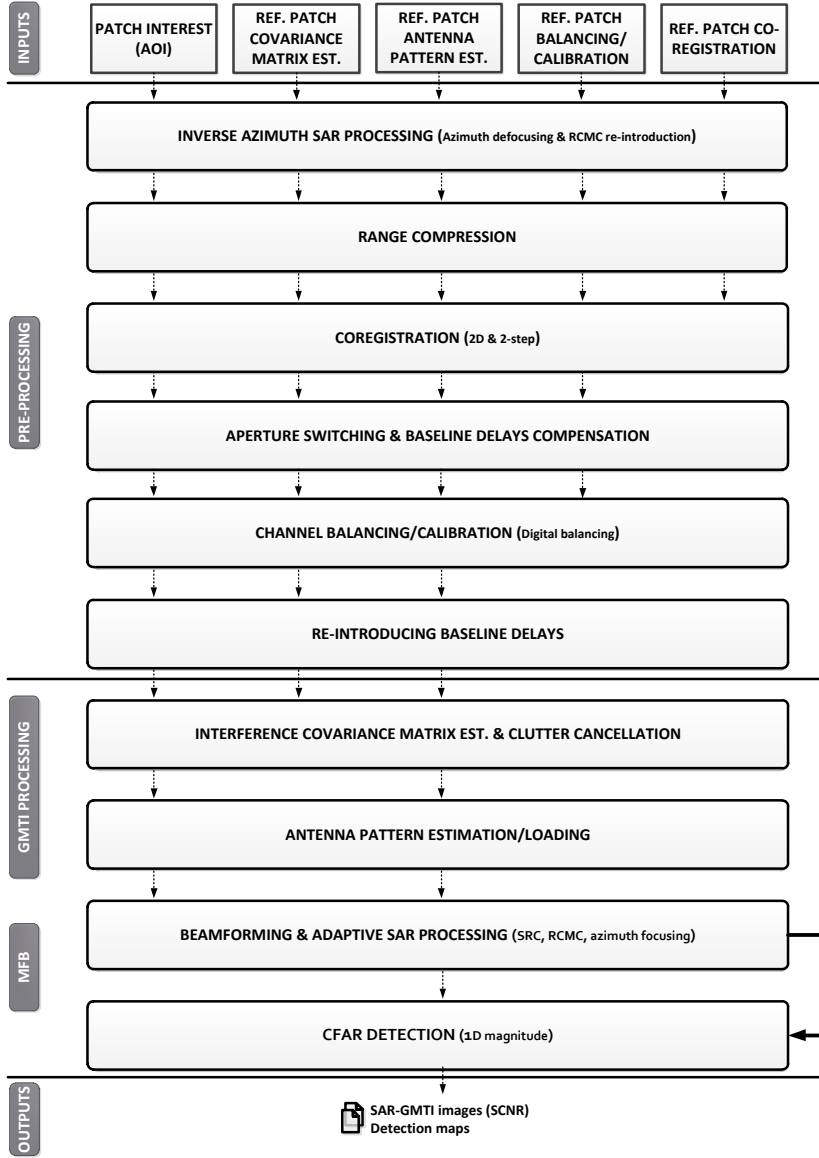 INPUTS
PATCH INTEREST
(AOI)
REF. PATCH
COVARIANCE
MATRIX EST.
REF. PATCH
ANTENNA
PATTERN EST.
REF. PATCH
BALANCING/
CALIBRATION
REF. PATCH CO-
REGISTRATION
PRE-PROCESSING
INVERSE AZIMUTH SAR PROCESSING (Azimuth defocusing & RCMC re-introduction)
RANGE COMPRESSION
COREGISTRATION (2D & 2-step)
APERTURE SWITCHING & BASELINE DELAYS COMPENSATION
CHANNEL BALANCING/CALIBRATION (Digital balancing)
RE-INTRODUCING BASELINE DELAYS
GMTI PROCESSING
INTERFERENCE COVARIANCE MATRIX EST. & CLUTTER CANCELLATION
ANTENNA PATTERN ESTIMATION/LOADING
MFB
BEAMFORMING & ADAPTIVE SAR PROCESSING (SRC, RCMC, azimuth focusing)
CFAR DETECTION (1D magnitude)
OUTPUTS
SAR-GMTI images (SCNR)
Detection maps